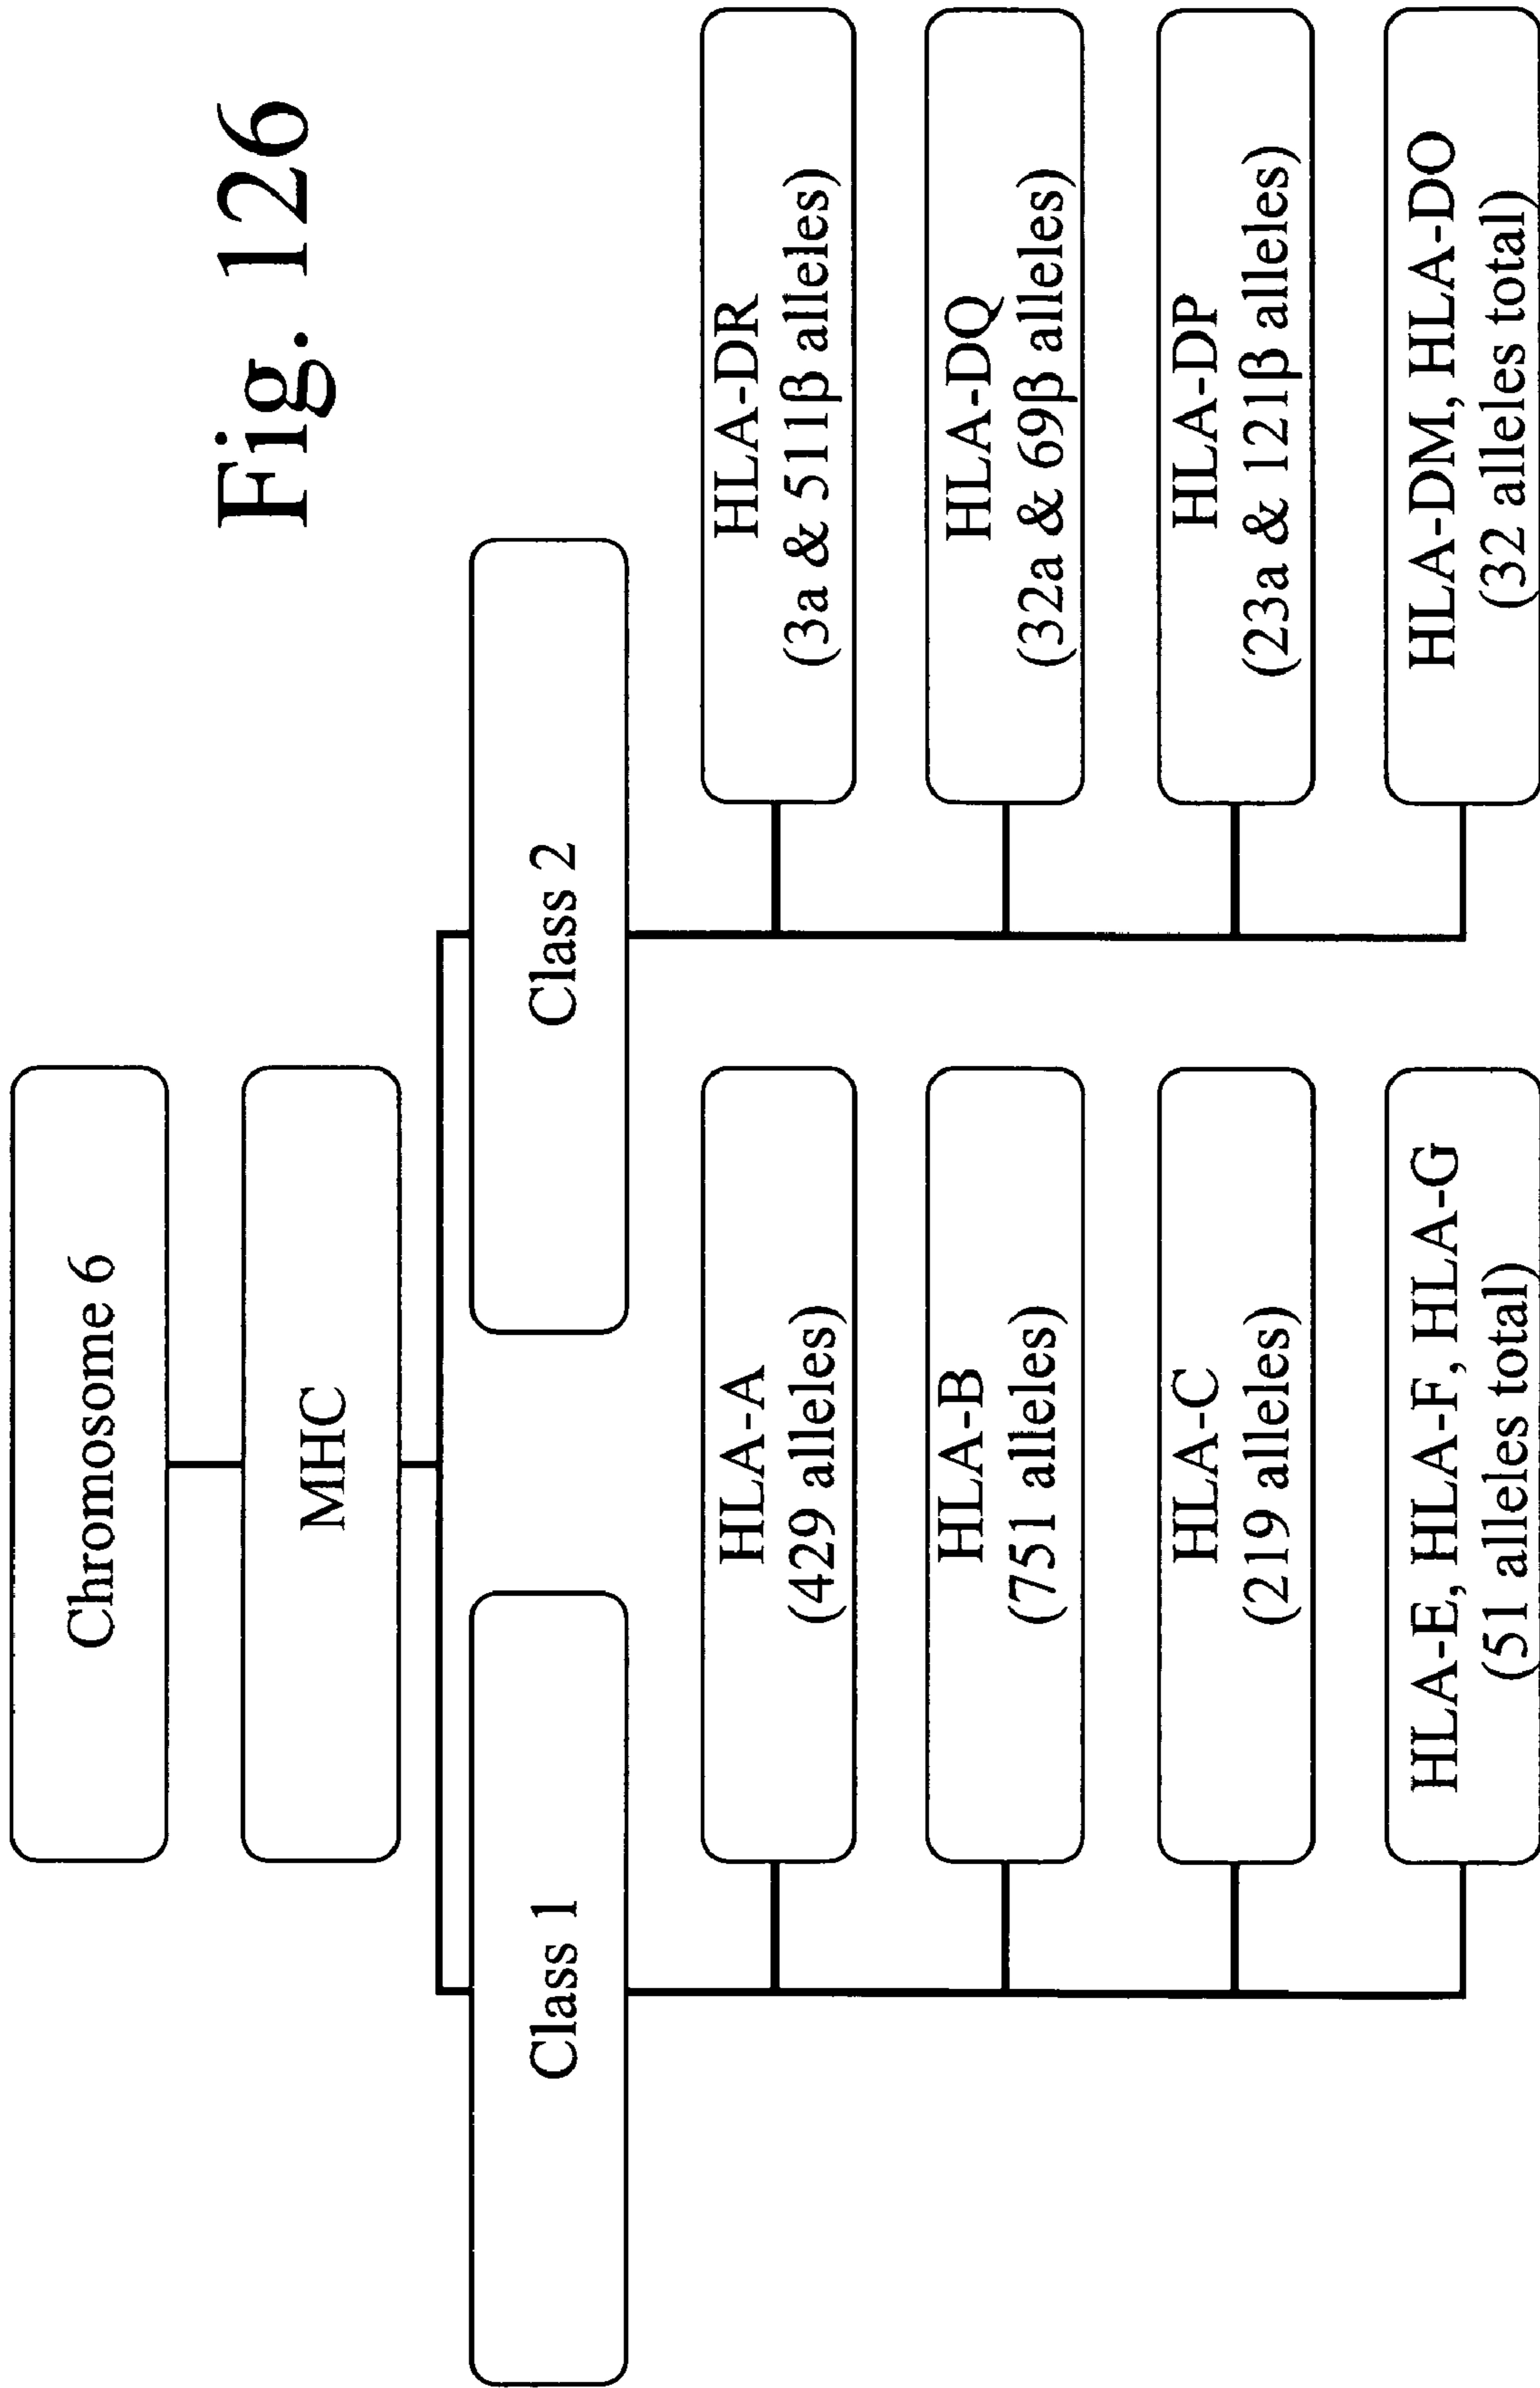 Fig. 126
Chromosome 6
MHC
Class 1
Class 2
HLA-A
(429 alleles)
HLA-B
(751 alleles)
HLA-C
(219 alleles)
HLA-E, HLA-F, HLA-G
(51 alleles total)
HLA-DR
(3a & 511β alleles)
HLA-DQ
(32a & 69β alleles)
HLA-DP
(23a & 121β alleles)
HLA-DM, HLA-DO
(32 alleles total)